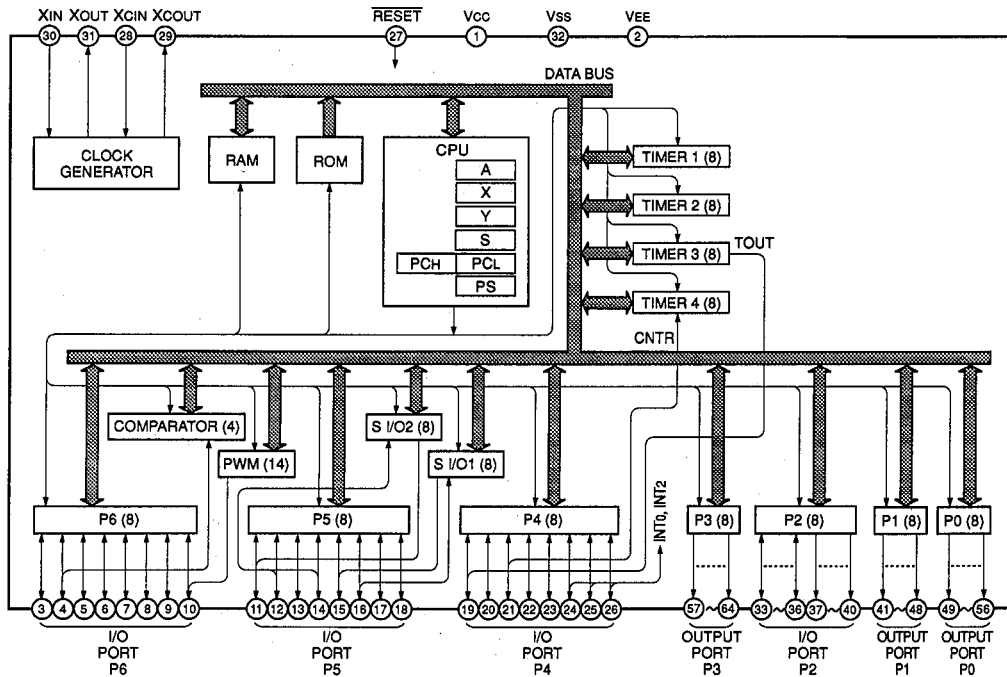 XIN XOUT XCIN XCOUT RESET VCC VSS VEE
30 31 28 29 27 1 32 2
DATA BUS
CLOCK
GENERATOR
RAM
ROM
CPU
A
X
Y
S
PCH PCL
PS
TIMER 1 (8)
TIMER 2 (8)
TIMER 3 (8)
TOUT
TIMER 4 (8)
CNTR
COMPARATOR (4)
S I/O2 (8)
PWM (14)
S I/O1 (8)
INT0, INT2
P6 (8)
P5 (8)
P4 (8)
P3 (8)
P2 (8)
P1 (8)
P0 (8)
3 4 5 6 7 8 9 10
11 12 13 14 15 16 17 18
19 20 21 22 23 24 25 26
57 ~ 64
33 ~ 36 37 ~ 40
41 ~ 48
49 ~ 56
I/O
PORT
P6
I/O
PORT
P5
I/O
PORT
P4
OUTPUT
PORT
P3
I/O
PORT
P2
OUTPUT
PORT
P1
OUTPUT
PORT
P0